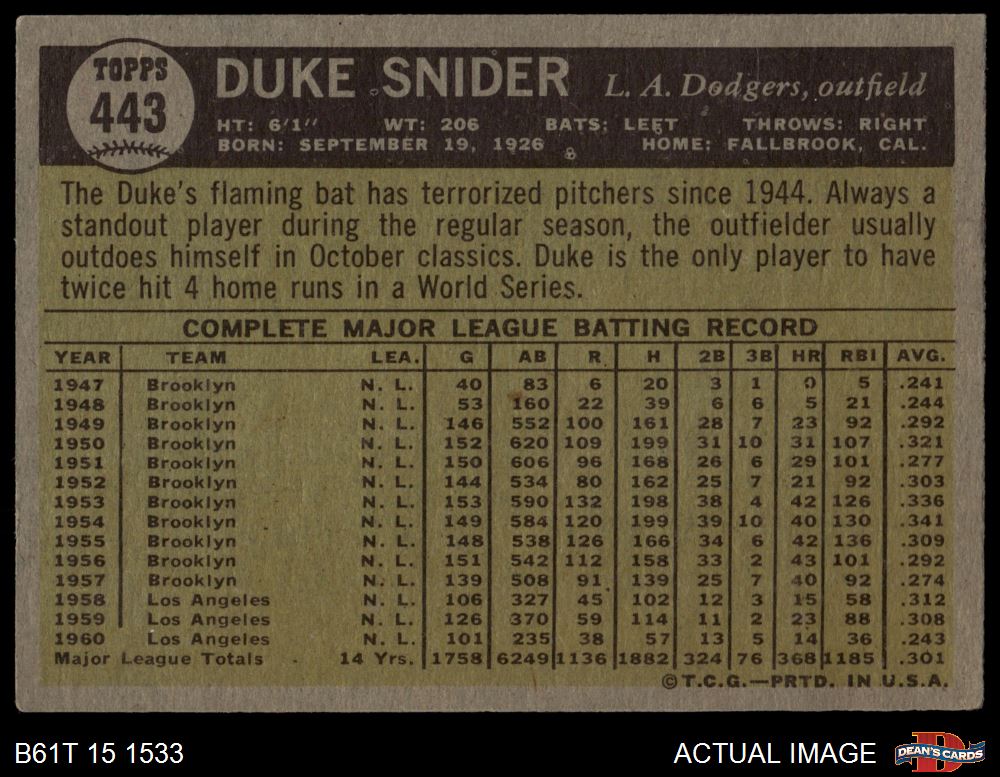 TOPPS
443
DUKE SNIDER L. A. Dodgers, outfield
HT: 6'1" WT: 206 BATS: LEFT THROWS: RIGHT
BORN: SEPTEMBER 19, 1926 HOME: FALLBROOK, CAL.
The Duke's flaming bat has terrorized pitchers since 1944. Always a
standout player during the regular season, the outfielder usually
outdoes himself in October classics. Duke is the only player to have
twice hit 4 home runs in a World Series.
COMPLETE MAJOR LEAGUE BATTING RECORD
YEAR TEAM LEA. G AB R. H 2B 3B HR RBI AVG.
1947 Brooklyn N. L. 40 83 6 20 3 1 0 5 .241
1948 Brooklyn N. L. 53 160 22 39 6 6 5 21 .244
1949 Brooklyn N. L. 146 552 100 161 28 7 23 92 .292
1950 Brooklyn N. L. 152 620 109 199 31 10 31 107 .321
1951 Brooklyn N. L. 150 606 96 168 26 6 29 101 .277
1952 Brooklyn N. L. 144 534 80 162 25 7 21 92 .303
1953 Brooklyn N. L. 153 590 132 198 38 4 42 126 .336
1954 Brooklyn N. L. 149 584 120 199 39 10 40 130 .341
1955 Brooklyn N. L. 148 538 126 166 34 6 42 136 .309
1956 Brooklyn N. L. 151 542 112 158 33 2 43 101 .292
1957 Brooklyn N. L. 139 508 91 139 25 7 40 92 .274
1958 Los Angeles N. L. 106 327 45 102 12 3 15 58 .312
1959 Los Angeles N. L. 126 370 59 114 11 2 23 88 .308
1960 Los Angeles N. L. 101 235 38 57 13 5 14 36 .243
Major League Totals 14 Yrs. 1758 6249 1136 1882 324 76 368 1185 .301
©T.C.G.—PRTD. IN U.S.A.
B61T 15 1533 ACTUAL IMAGE DEAN'S CARDS